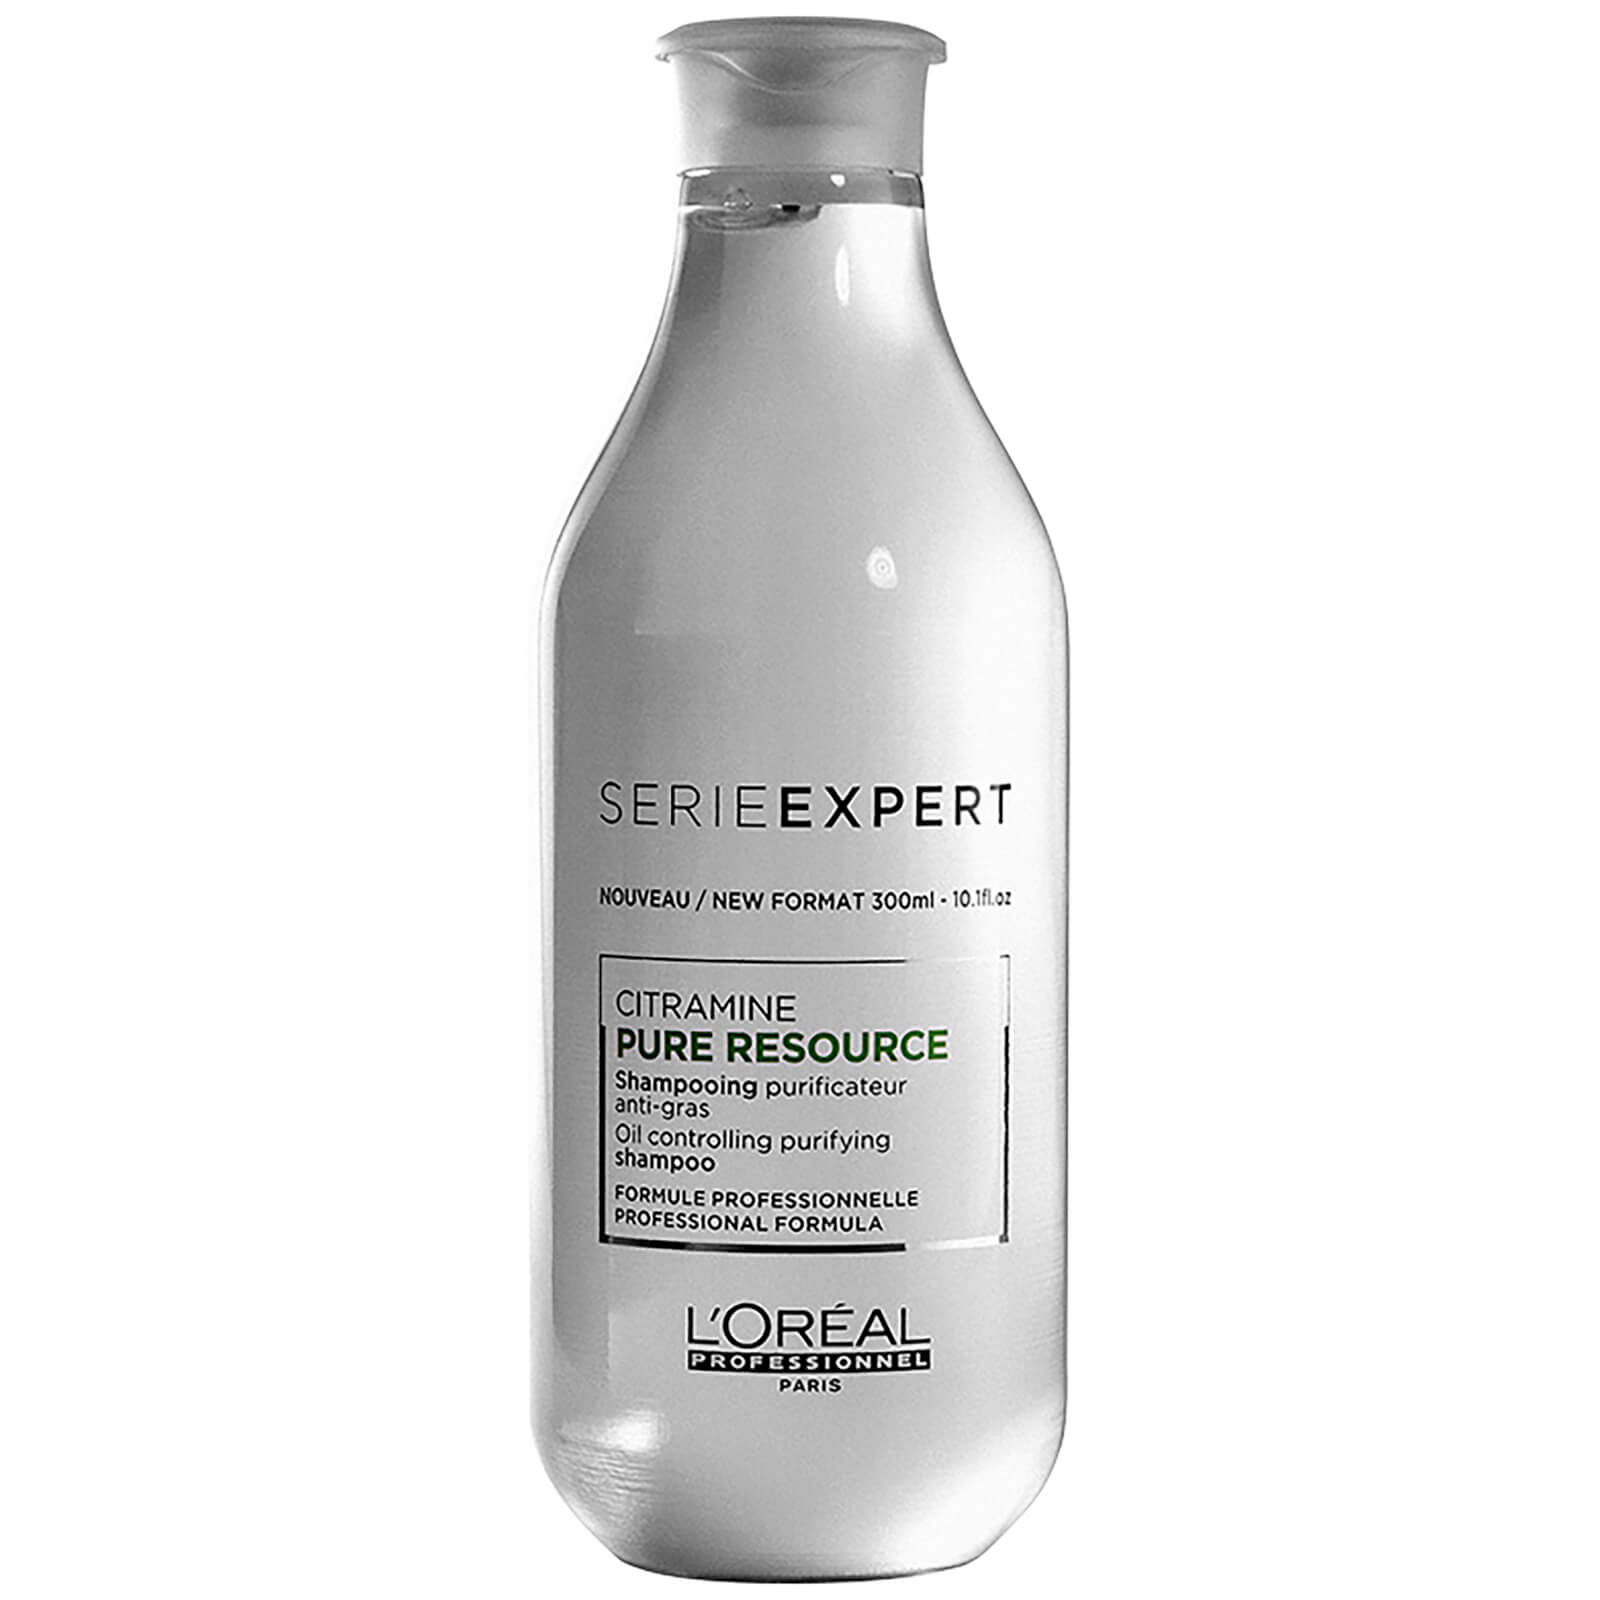 SERIEEXPERT
NOUVEAU / NEW FORMAT 300ml - 10.1fl.oz
CITRAMINE
PURE RESOURCE
Shampooing purificateur
anti-gras
Oil controlling purifying
shampoo
FORMULE PROFESSIONNELLE
PROFESSIONAL FORMULA
L'ORÉAL
PROFESSIONNEL
PARIS